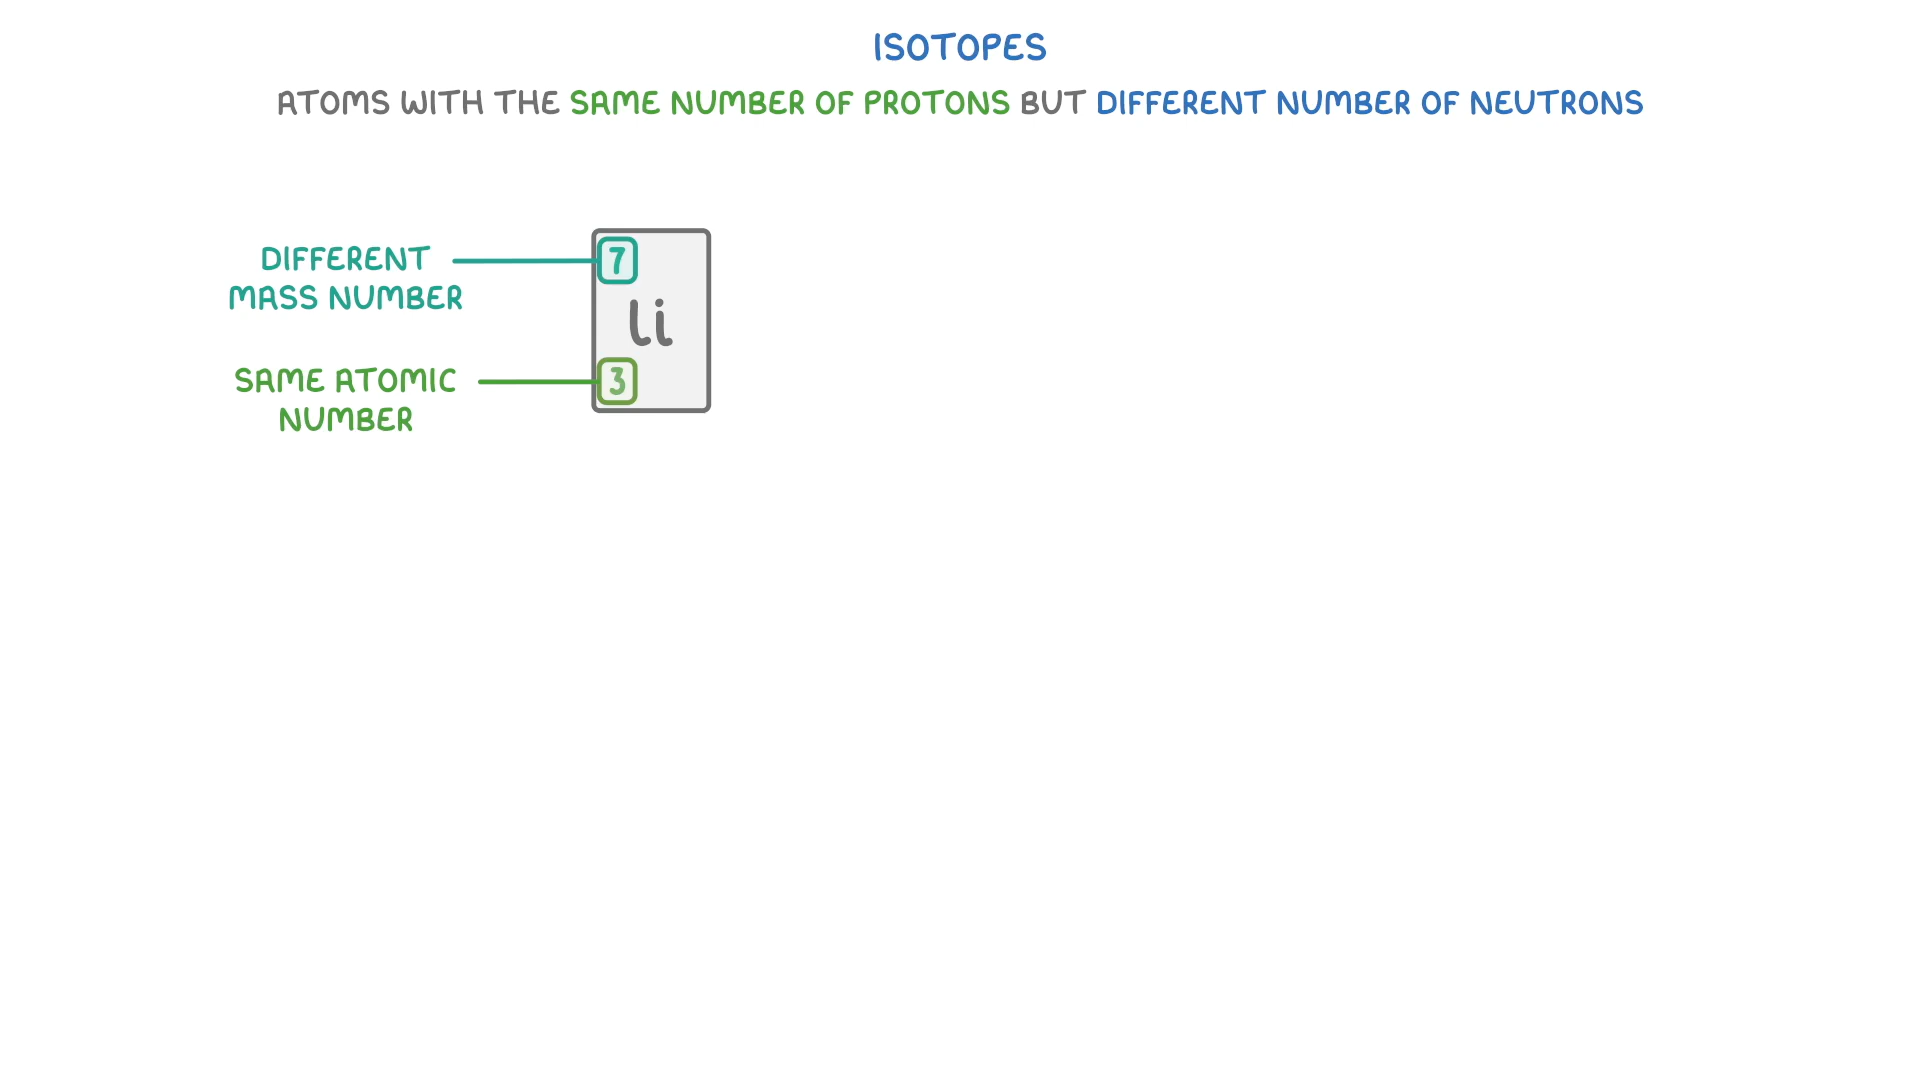 ISOTOPES
ATOMS WITH THE SAME NUMBER OF PROTONS BUT DIFFERENT NUMBER OF NEUTRONS
DIFFERENT
MASS NUMBER
7
Li
3
SAME ATOMIC
NUMBER